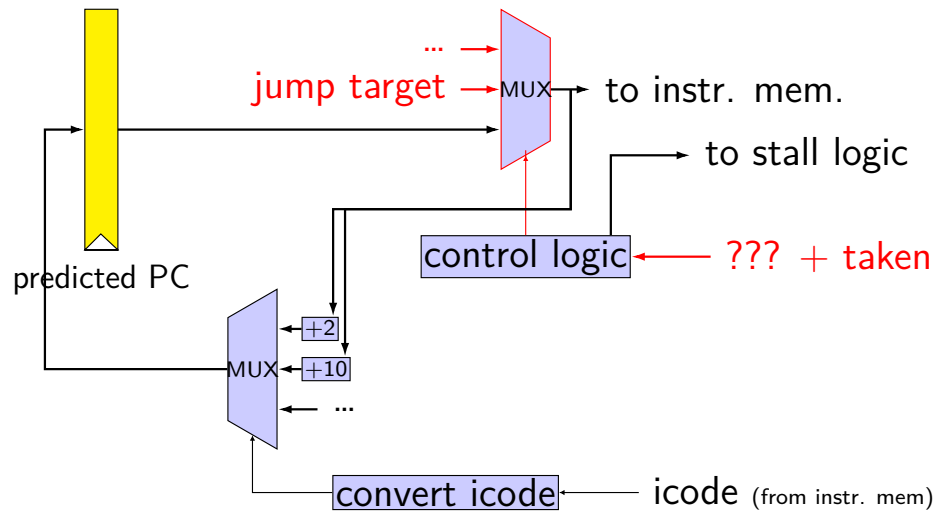 ...
jump target
MUX
to instr. mem.
to stall logic
control logic
??? + taken
predicted PC
+2
MUX
+10
...
convert icode
icode (from instr. mem)